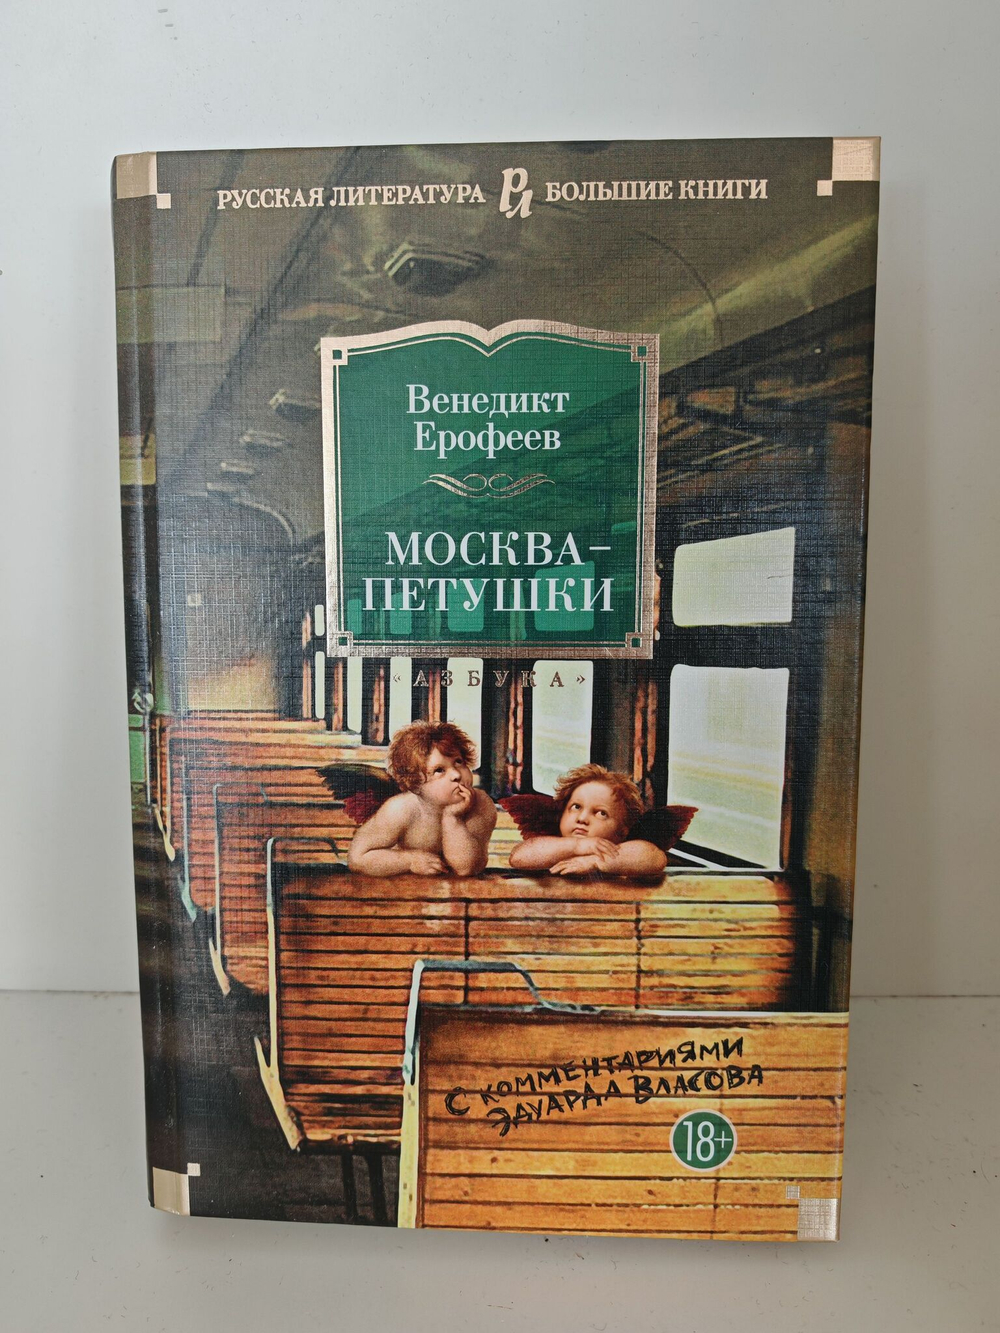 РУССКАЯ ЛИТЕРАТУРА РЛ БОЛЬШИЕ КНИГИ
Венедикт
Ерофеев
МОСКВА–
ПЕТУШКИ
«АЗБУКА»
С КОММЕНТАРИЯМИ
ЭДУАРДА ВЛАСОВА
18+